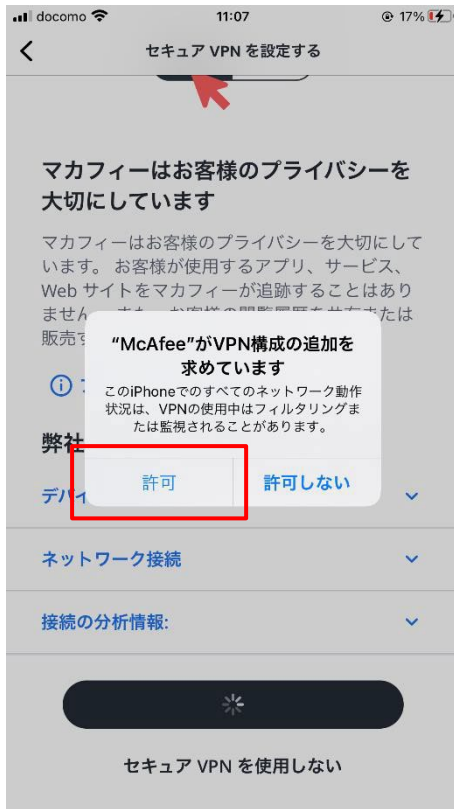 docomo 11:07 17%
セキュア VPN を設定する
マカフィーはお客様のプライバシーを
大切にしています
マカフィーはお客様のプライバシーを大切にして
います。 お客様が使用するアプリ、サービス、
Web サイトをマカフィーが追跡することはあり
ませ
販売
“McAfee”がVPN構成の追加を
求めています
このiPhoneでのすべてのネットワーク動作
状況は、VPNの使用中はフィルタリングま
たは監視されることがあります。
弊社
許可 許可しない
デバイ
ネットワーク接続
接続の分析情報:
セキュア VPN を使用しない